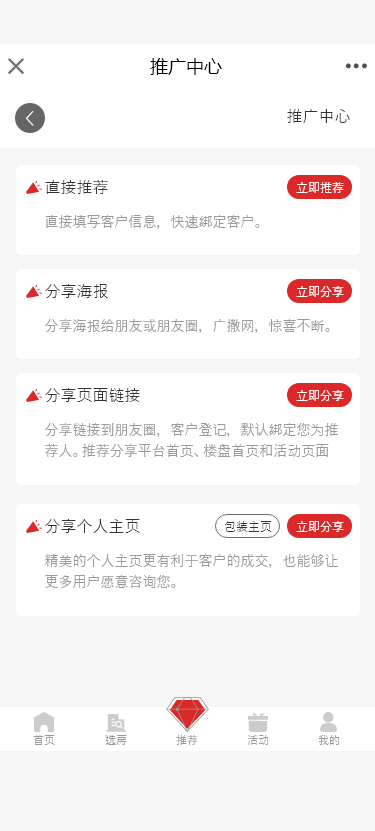 推广中心
推广中心
直接推荐
立即推荐
直接填写客户信息，快速绑定客户。
分享海报
立即分享
分享海报给朋友或朋友圈，广撒网，惊喜不断。
分享页面链接
立即分享
分享链接到朋友圈，客户登记，默认绑定您为推
荐人。推荐分享平台首页、楼盘首页和活动页面
分享个人主页
包装主页
立即分享
精美的个人主页更有利于客户的成交，也能够让
更多用户愿意咨询您。
首页
选房
推荐
活动
我的